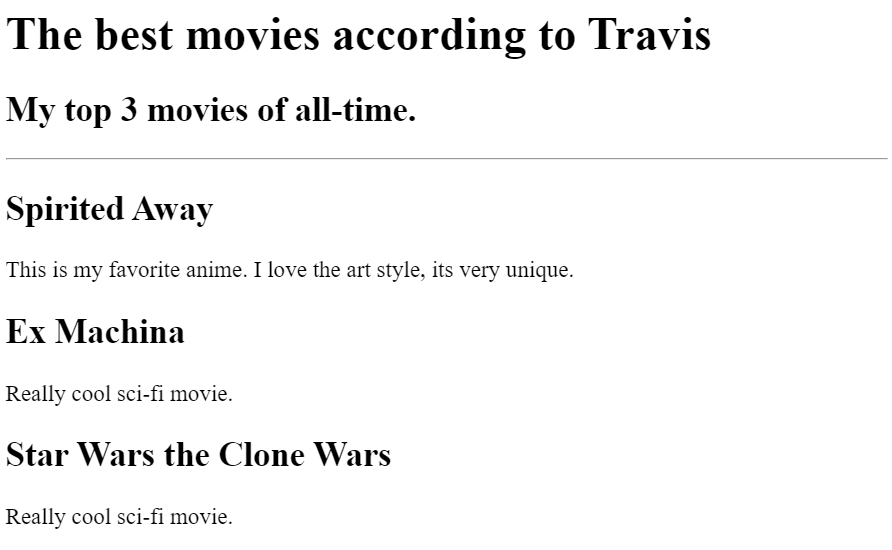 The best movies according to Travis
My top 3 movies of all-time.
Spirited Away
This is my favorite anime. I love the art style, its very unique.
Ex Machina
Really cool sci-fi movie.
Star Wars the Clone Wars
Really cool sci-fi movie.